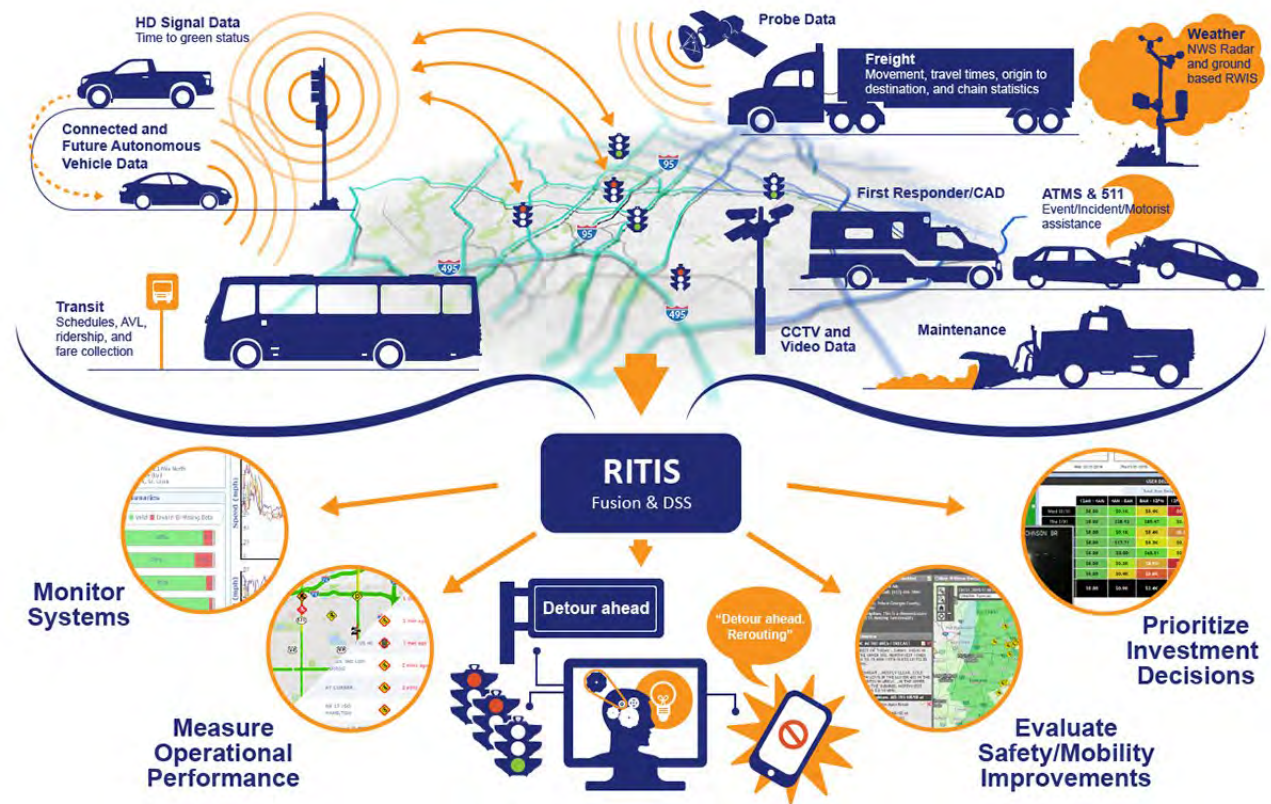 HD Signal Data
Time to green status
Connected and
Future Autonomous
Vehicle Data
Probe Data
Freight
Movement, travel times, origin to
destination, and chain statistics
Weather
NWS Radar
and ground
based RWIS
95
95
495
495
First Responder/CAD
ATMS & 511
Event/Incident/Motorist
assistance
Transit
Schedules, AVL,
ridership, and
fare collection
CCTV and
Video Data
Maintenance
RITIS
Fusion & DSS
Speed (mph)
Monitor
Systems
Measure
Operational
Performance
Detour ahead
"Detour ahead.
Rerouting"
Evaluate
Safety/Mobility
Improvements
Prioritize
Investment
Decisions